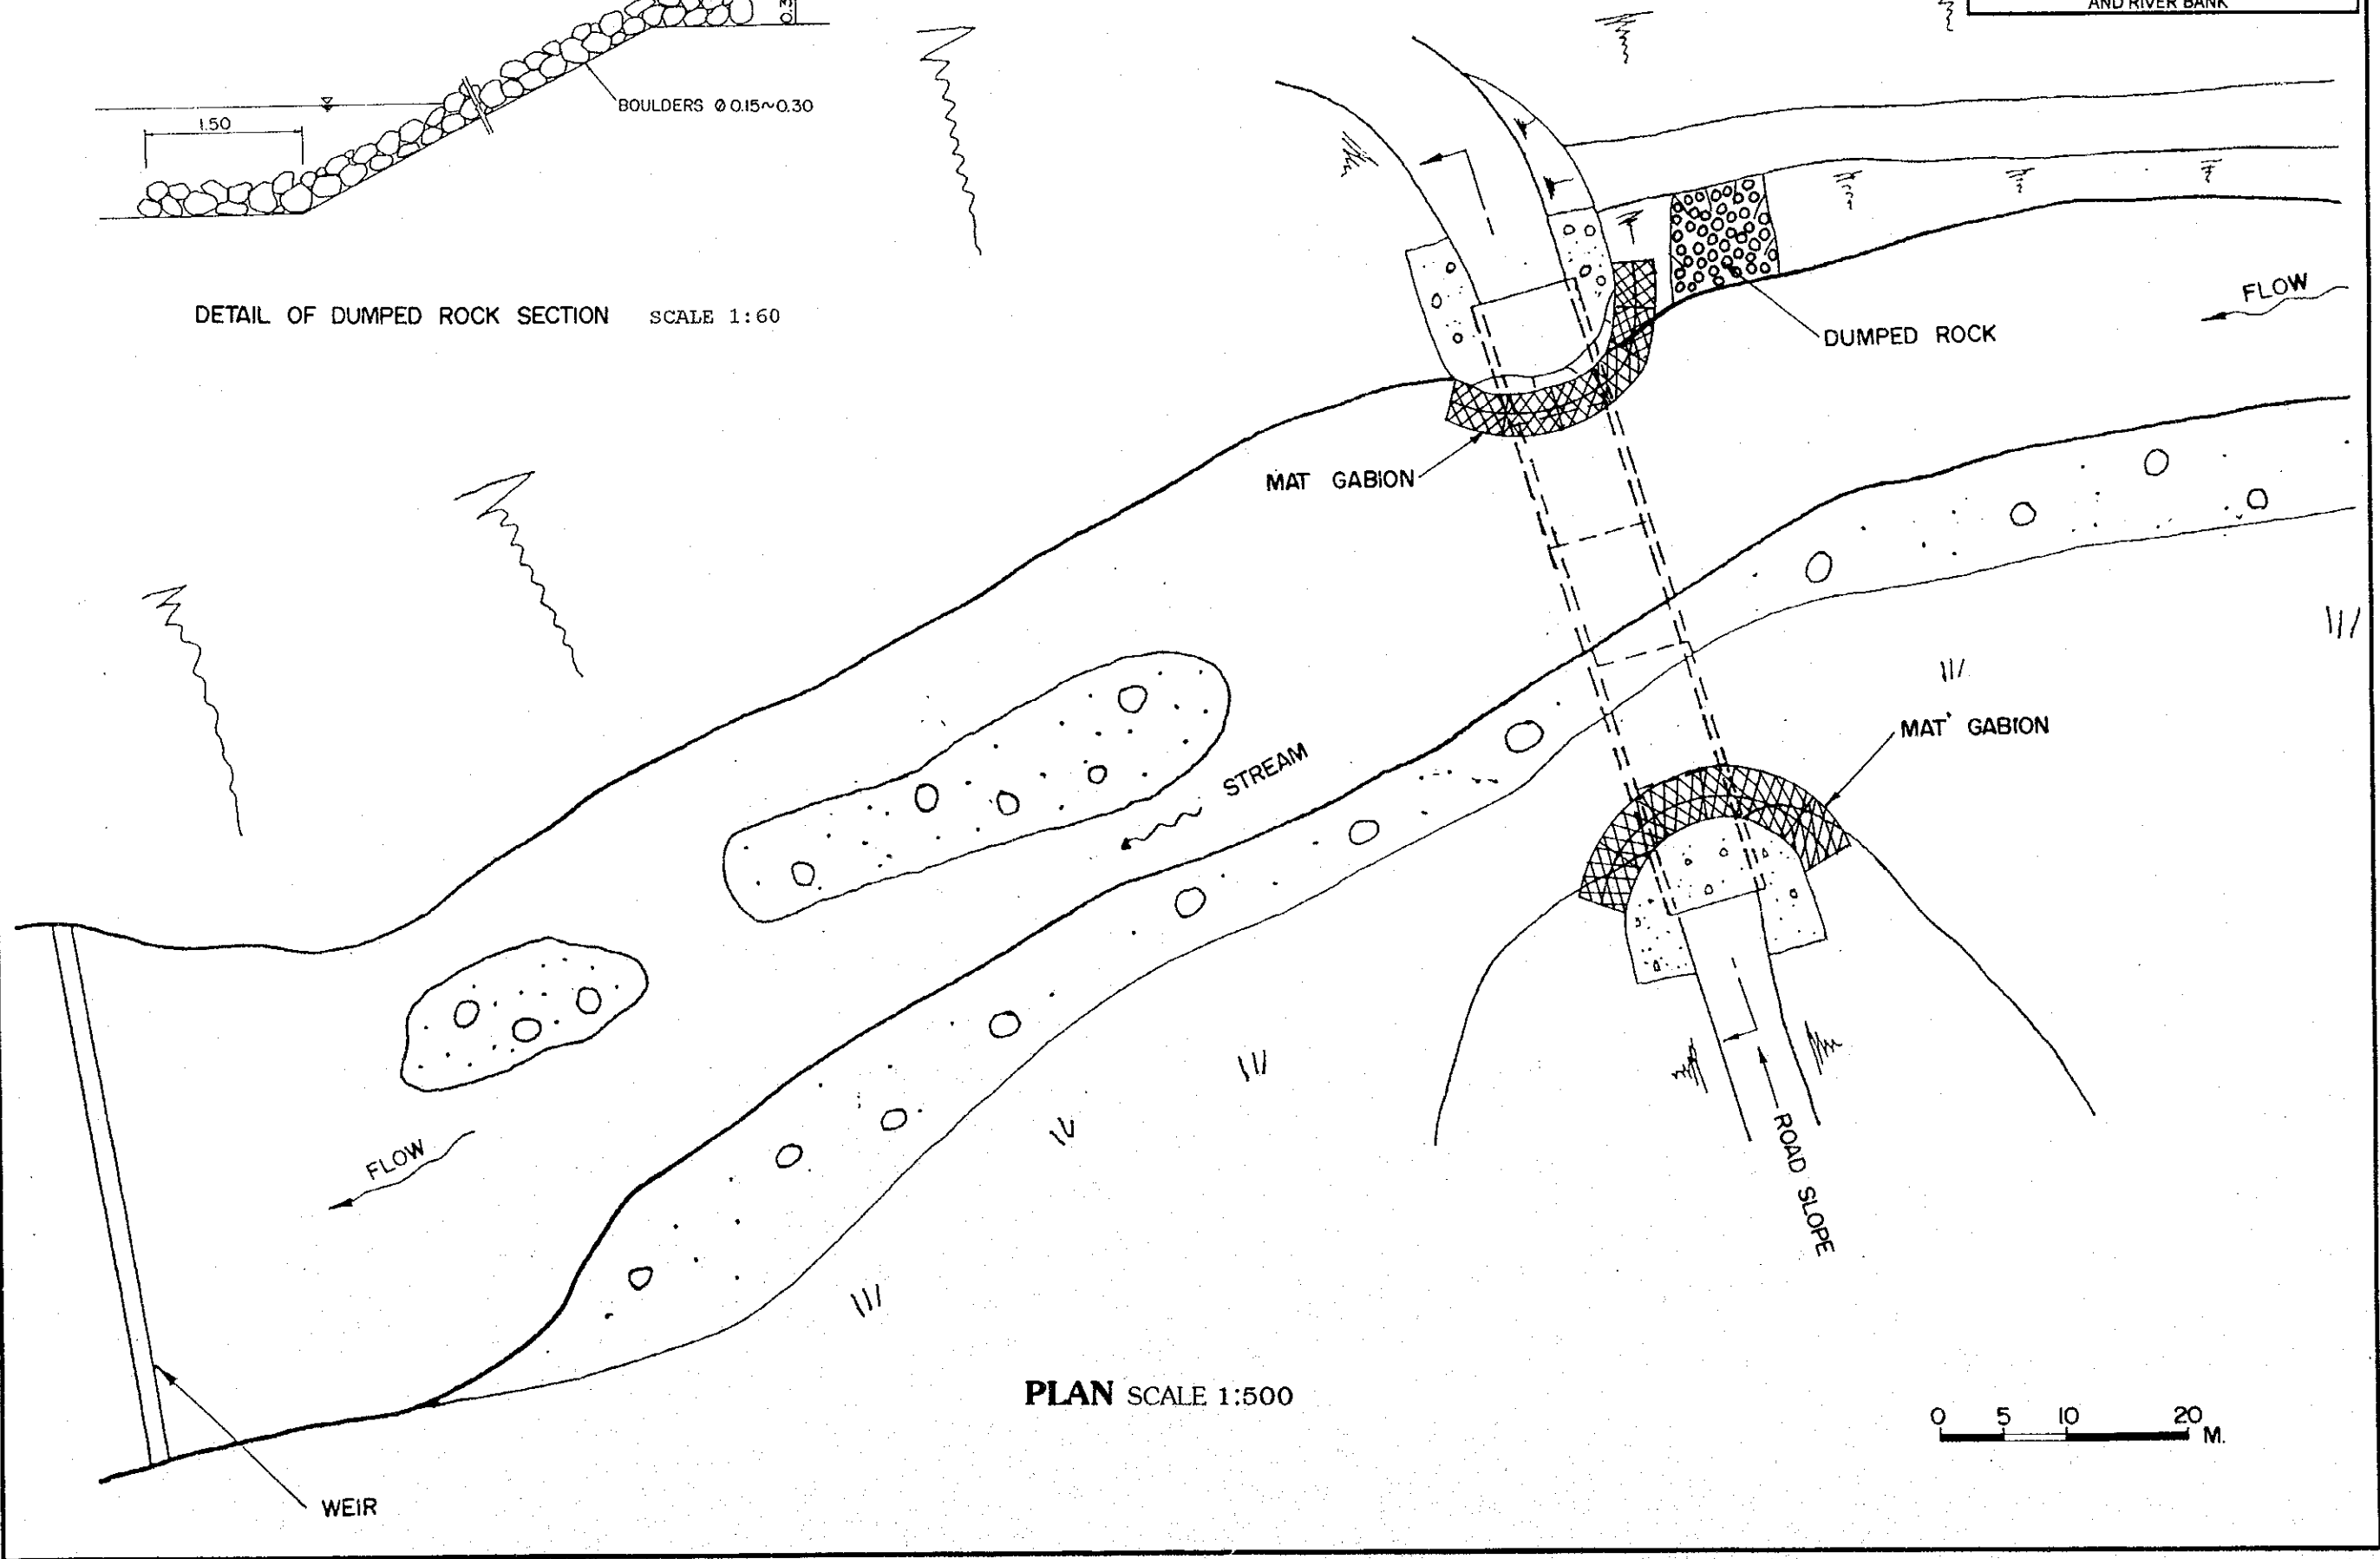 AND RIVER BANK
0.3
BOULDERS Ø 0.15~0.30
1.50
DETAIL OF DUMPED ROCK SECTION SCALE 1:60
FLOW
DUMPED ROCK
MAT GABION
MAT' GABION
STREAM
FLOW
ROAD SLOPE
PLAN SCALE 1:500
0 5 10 20 M.
WEIR